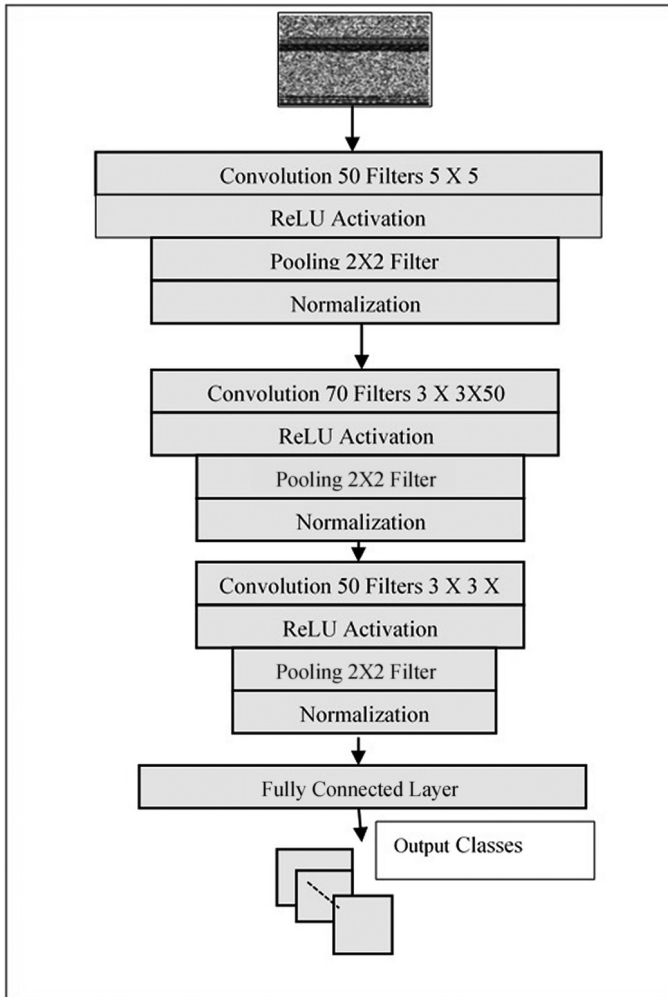 Convolution 50 Filters 5 X 5
ReLU Activation
Pooling 2X2 Filter
Normalization
Convolution 70 Filters 3 X 3X50
ReLU Activation
Pooling 2X2 Filter
Normalization
Convolution 50 Filters 3 X 3 X
ReLU Activation
Pooling 2X2 Filter
Normalization
Fully Connected Layer
Output Classes